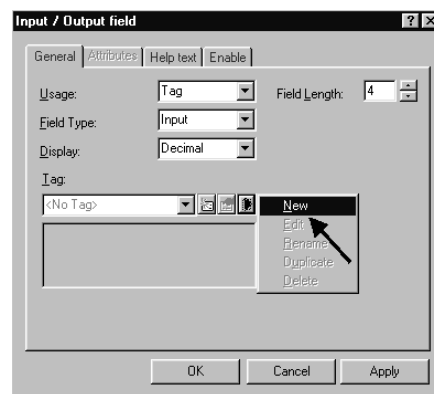 Input / Output field
General Attributes Help text Enable
Usage: Tag Field Length: 4
Field Type: Input
Display: Decimal
Tag:
<No Tag>
New
Edit
Rename
Duplicate
Delete
OK Cancel Apply